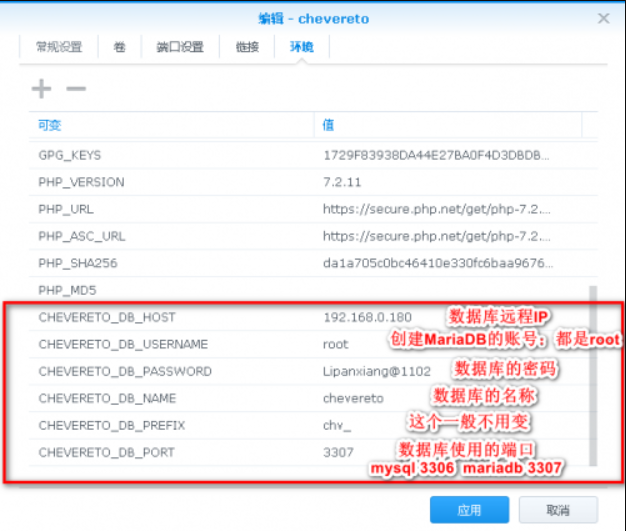 编辑 - chevereto
常规设置 卷 端口设置 链接 环境
可变 值
GPG_KEYS 1729F83938DA44E27BA0F4D3DBDB...
PHP_VERSION 7.2.11
PHP_URL https://secure.php.net/get/php-7.2....
PHP_ASC_URL https://secure.php.net/get/php-7.2....
PHP_SHA256 da1a705c0bc46410e330fc6baa9676...
PHP_MD5
CHEVERETO_DB_HOST 192.168.0.180 数据库远程IP
创建MariaDB的账号；都是root
CHEVERETO_DB_USERNAME root
CHEVERETO_DB_PASSWORD Lipanxiang@1102 数据库的密码
CHEVERETO_DB_NAME chevereto 数据库的名称
CHEVERETO_DB_PREFIX chv_ 这个一般不用变
CHEVERETO_DB_PORT 3307 数据库使用的端口
mysql 3306 mariadb 3307
应用 取消